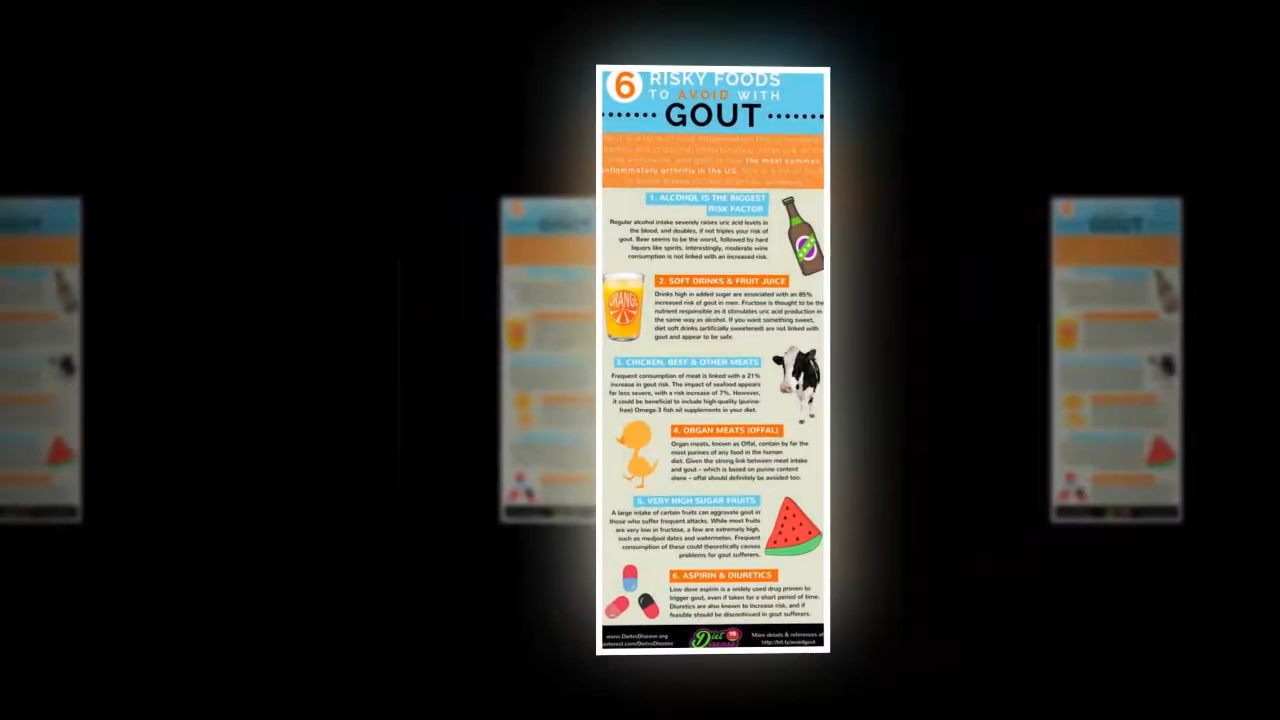 6
RISKY FOODS
TO AVOID WITH
GOUT
the most common
inflammatory arthritis in the US
1. ALCOHOL IS THE BIGGEST
RISK FACTOR
Regular alcohol intake severely raises uric acid levels in
the blood, and doubles, if not triples your risk of
gout. Beer seems to be the worst, followed by hard
liquors like spirits. Interestingly, moderate wine
consumption is not linked with an increased risk.
2. SOFT DRINKS & FRUIT JUICE
ORANGE
Drinks high in added sugar are associated with an 85%
increased risk of gout in men. Fructose is thought to be the
nutrient responsible as it stimulates uric acid production in
the same way as alcohol. If you want something sweet,
diet soft drinks (artificially sweetened) are not linked with
gout and appear to be safe.
3. CHICKEN, BEEF & OTHER MEATS
Frequent consumption of meat is linked with a 21%
increase in gout risk. The impact of seafood appears
far less severe, with a risk increase of 7%. However,
it could be beneficial to include high-quality (purine-
free) Omega-3 fish oil supplements in your diet.
4. ORGAN MEATS (OFFAL)
Organ meats, known as Offal, contain by far the
most purines of any food in the human
diet. Given the strong link between meat intake
and gout – which is based on purine content
alone – offal should definitely be avoided too.
5. VERY HIGH SUGAR FRUITS
A large intake of certain fruits can aggravate gout in
those who suffer frequent attacks. While most fruits
are very low in fructose, a few are extremely high,
such as medjool dates and watermelon. Frequent
consumption of these could theoretically causes
problems for gout sufferers.
6. ASPIRIN & DIURETICS
Low dose aspirin is a widely used drug proven to
trigger gout, even if taken for a short period of time.
Diuretics are also known to increase risk, and if
feasible should be discontinued in gout sufferers.
www.DietvsDisease.org
nterest.com/DietvsDisease
Diet VS
Disease
More details & references at
http://bit.ly/avoidgout